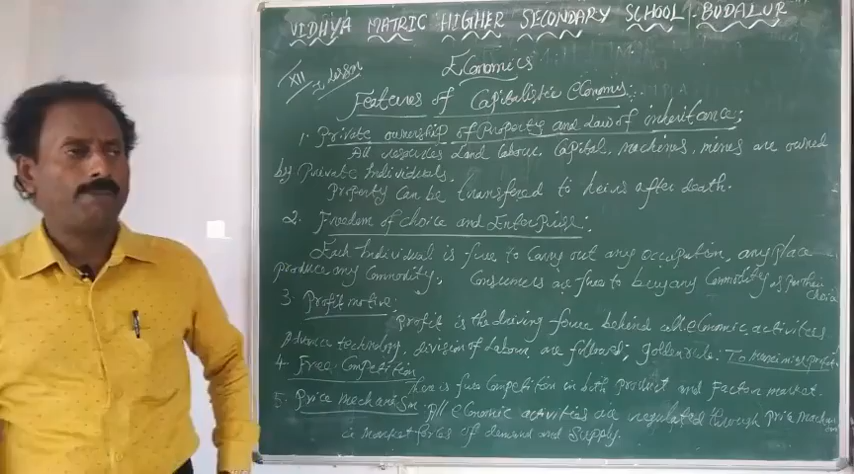 VIDHYA MATRIC HIGHER SECONDARY SCHOOL - BUDALUR
XII I lesson
Economics
Features of Capitalistic Economy:
1. Private ownership of Property and Law of inheritance:
All resources Land labour, Capital, machines, mines are owned
by Private Individuals.
Property can be transfered to heirs after death.
2. Freedom of choice and EnterPrise:
Each Individual is free to Carry out any occupation, any place
produce any Commodity. Consumers are free to buy any Commodity as per their
choice
3. Profit motive:
Profit is the driving force behind all economic activities.
Advance technology, division of Labour are followed; golden rule: To maximise profit.
4. Free Competition
There is free Competition in both Product and Factor market.
5. Price mechanism: All economic activities are regulated through price
market forces of demand and Supply.